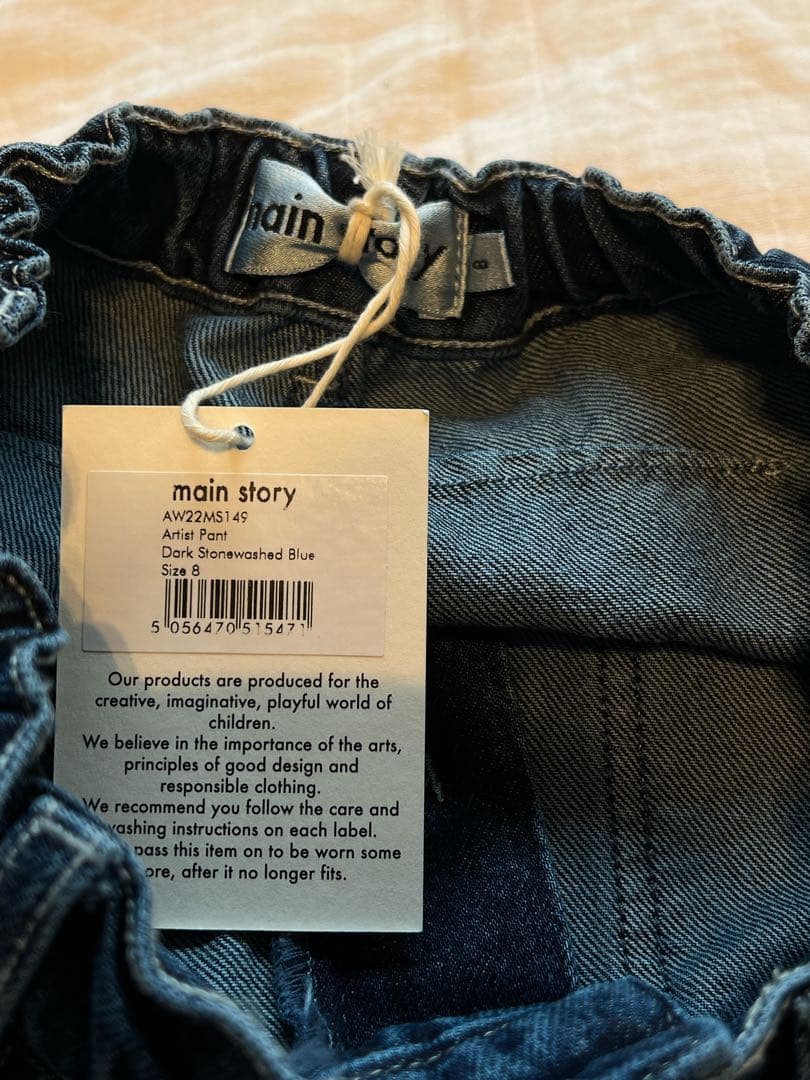 main story
8
main story
AW22MS149
Artist Pant
Dark Stonewashed Blue
Size 8
5 056470 515471
Our products are produced for the
creative, imaginative, playful world of
children.
We believe in the importance of the arts,
principles of good design and
responsible clothing.
We recommend you follow the care and
washing instructions on each label.
pass this item on to be worn some
, after it no longer fits.